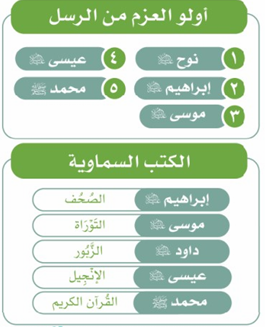 أولو العزم من الرسل
١ نوح ﷺ
٢ إبراهيم ﷺ
٣ موسى ﷺ
٤ عيسى ﷺ
٥ محمد ﷺ
الكتب السماوية
إبراهيم ﷺ الصُّحُف
موسى ﷺ التَّوْرَاة
داود ﷺ الزَّبُور
عيسى ﷺ الإنْجِيل
محمد ﷺ القُرآن الكريم